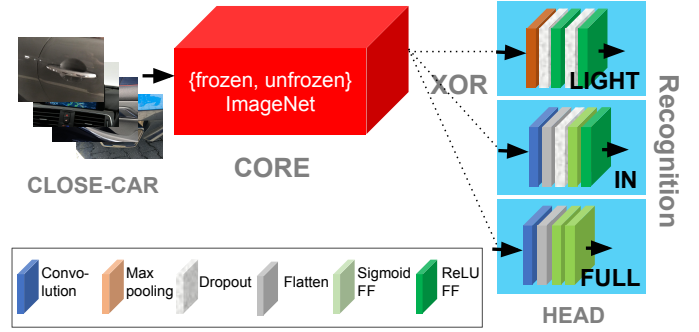 {frozen, unfrozen}
ImageNet
CORE
CLOSE-CAR
XOR
LIGHT
IN
FULL
Recognition
HEAD
Convo-
lution
Max
pooling
Dropout
Flatten
Sigmoid
FF
ReLU
FF